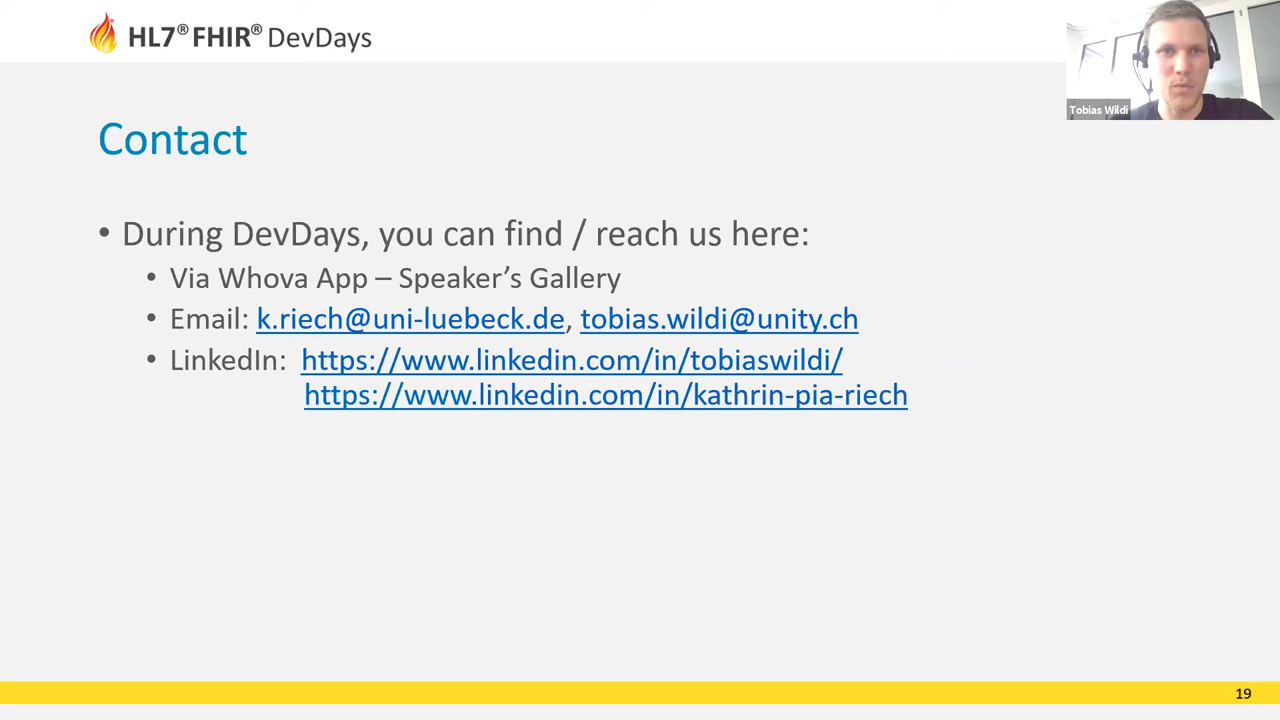 HL7® FHIR® DevDays
Tobias Wildi
Contact
• During DevDays, you can find / reach us here:
• Via Whova App – Speaker’s Gallery
• Email: k.riech@uni-luebeck.de, tobias.wildi@unity.ch
• LinkedIn: https://www.linkedin.com/in/tobiaswildi/
https://www.linkedin.com/in/kathrin-pia-riech
19